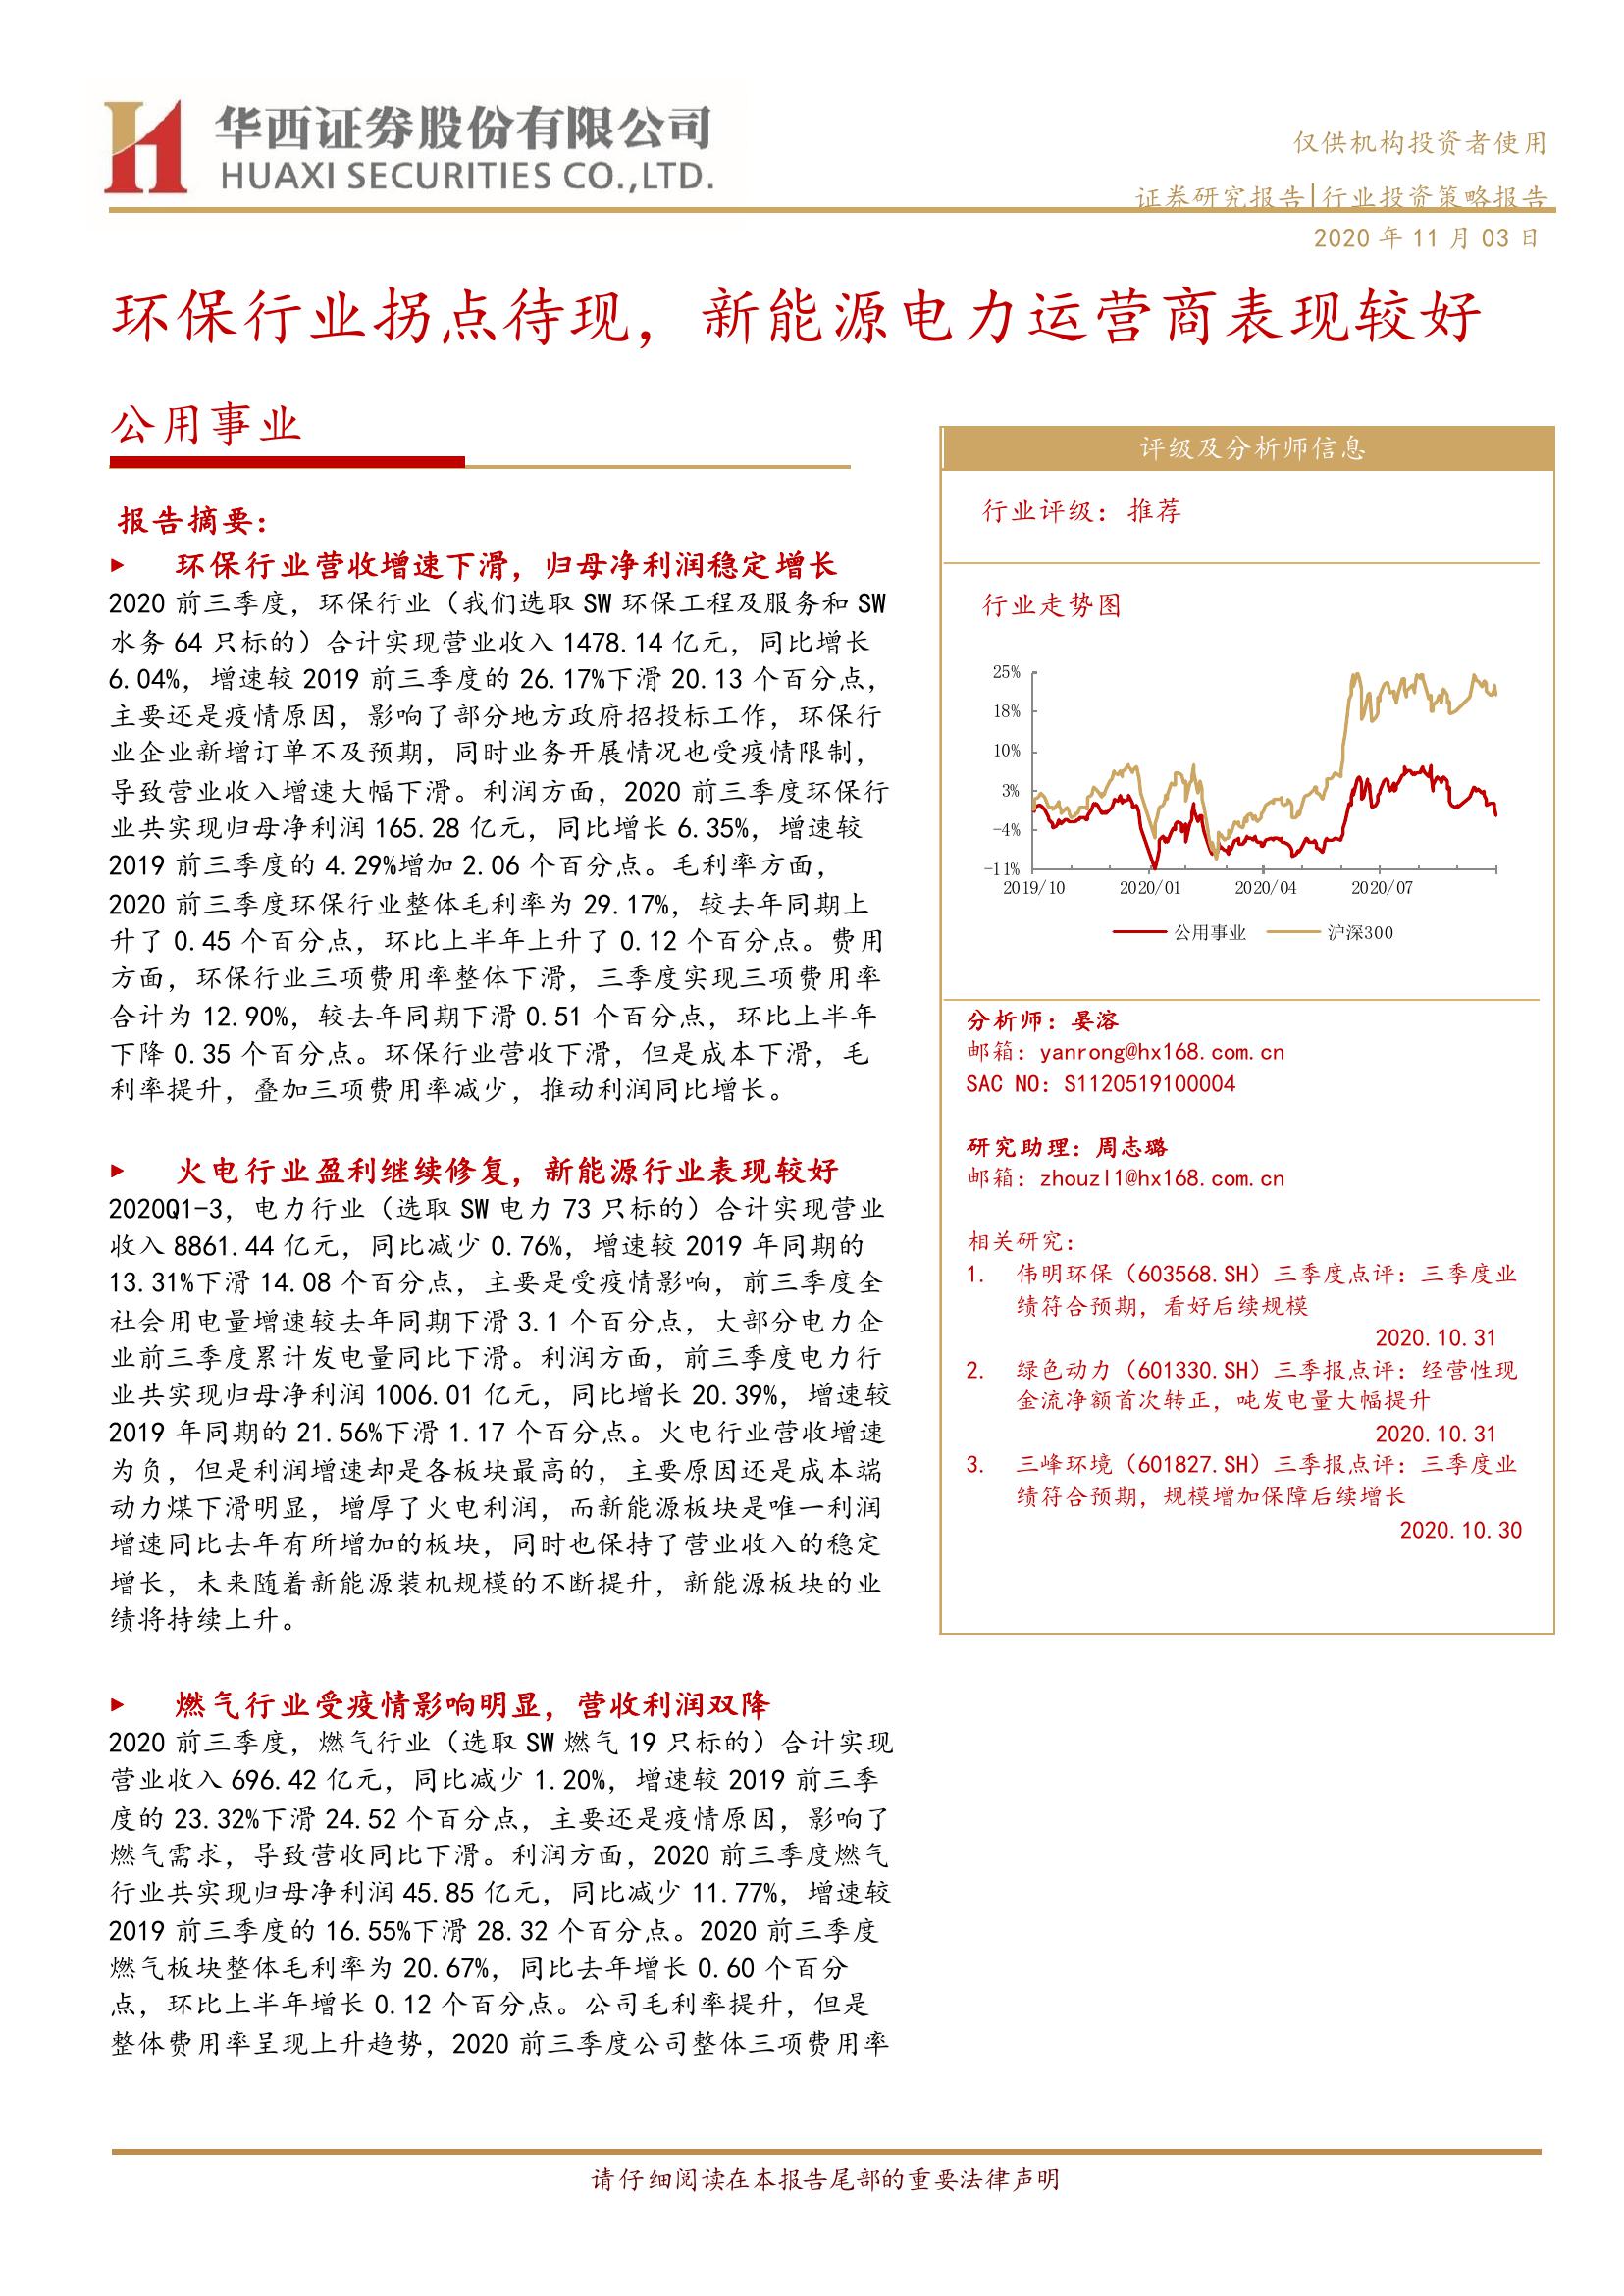 华西证券股份有限公司
HUAXI SECURITIES CO.,LTD.
仅供机构投资者使用
证券研究报告|行业投资策略报告
2020 年 11 月 03 日
环保行业拐点待现，新能源电力运营商表现较好
公用事业
报告摘要：
► 环保行业营收增速下滑，归母净利润稳定增长
2020 前三季度，环保行业（我们选取 SW 环保工程及服务和 SW
水务 64 只标的）合计实现营业收入 1478.14 亿元，同比增长
6.04%，增速较 2019 前三季度的 26.17%下滑 20.13 个百分点，
主要还是疫情原因，影响了部分地方政府招投标工作，环保行
业企业新增订单不及预期，同时业务开展情况也受疫情限制，
导致营业收入增速大幅下滑。利润方面，2020 前三季度环保行
业共实现归母净利润 165.28 亿元，同比增长 6.35%，增速较
2019 前三季度的 4.29%增加 2.06 个百分点。毛利率方面，
2020 前三季度环保行业整体毛利率为 29.17%，较去年同期上
升了 0.45 个百分点，环比上半年上升了 0.12 个百分点。费用
方面，环保行业三项费用率整体下滑，三季度实现三项费用率
合计为 12.90%，较去年同期下滑 0.51 个百分点，环比上半年
下降 0.35 个百分点。环保行业营收下滑，但是成本下滑，毛
利率提升，叠加三项费用率减少，推动利润同比增长。
► 火电行业盈利继续修复，新能源行业表现较好
2020Q1-3，电力行业（选取 SW 电力 73 只标的）合计实现营业
收入 8861.44 亿元，同比减少 0.76%，增速较 2019 年同期的
13.31%下滑 14.08 个百分点，主要是受疫情影响，前三季度全
社会用电量增速较去年同期下滑 3.1 个百分点，大部分电力企
业前三季度累计发电量同比下滑。利润方面，前三季度电力行
业共实现归母净利润 1006.01 亿元，同比增长 20.39%，增速较
2019 年同期的 21.56%下滑 1.17 个百分点。火电行业营收增速
为负，但是利润增速却是各板块最高的，主要原因还是成本端
动力煤下滑明显，增厚了火电利润，而新能源板块是唯一利润
增速同比去年有所增加的板块，同时也保持了营业收入的稳定
增长，未来随着新能源装机规模的不断提升，新能源板块的业
绩将持续上升。
► 燃气行业受疫情影响明显，营收利润双降
2020 前三季度，燃气行业（选取 SW 燃气 19 只标的）合计实现
营业收入 696.42 亿元，同比减少 1.20%，增速较 2019 前三季
度的 23.32%下滑 24.52 个百分点，主要还是疫情原因，影响了
燃气需求，导致营收同比下滑。利润方面，2020 前三季度燃气
行业共实现归母净利润 45.85 亿元，同比减少 11.77%，增速较
2019 前三季度的 16.55%下滑 28.32 个百分点。2020 前三季度
燃气板块整体毛利率为 20.67%，同比去年增长 0.60 个百分
点，环比上半年增长 0.12 个百分点。公司毛利率提升，但是
整体费用率呈现上升趋势，2020 前三季度公司整体三项费用率
评级及分析师信息
行业评级：推荐
行业走势图
25%
18%
10%
3%
-4%
-11%
2019/10 2020/01 2020/04 2020/07
公用事业 沪深300
分析师：晏溶
邮箱：yanrong@hx168.com.cn
SAC NO：S1120519100004
研究助理：周志璐
邮箱：zhouzl1@hx168.com.cn
相关研究：
1. 伟明环保（603568.SH）三季度点评：三季度业
绩符合预期，看好后续规模
2020.10.31
2. 绿色动力（601330.SH）三季报点评：经营性现
金流净额首次转正，吨发电量大幅提升
2020.10.31
3. 三峰环境（601827.SH）三季报点评：三季度业
绩符合预期，规模增加保障后续增长
2020.10.30
请仔细阅读在本报告尾部的重要法律声明